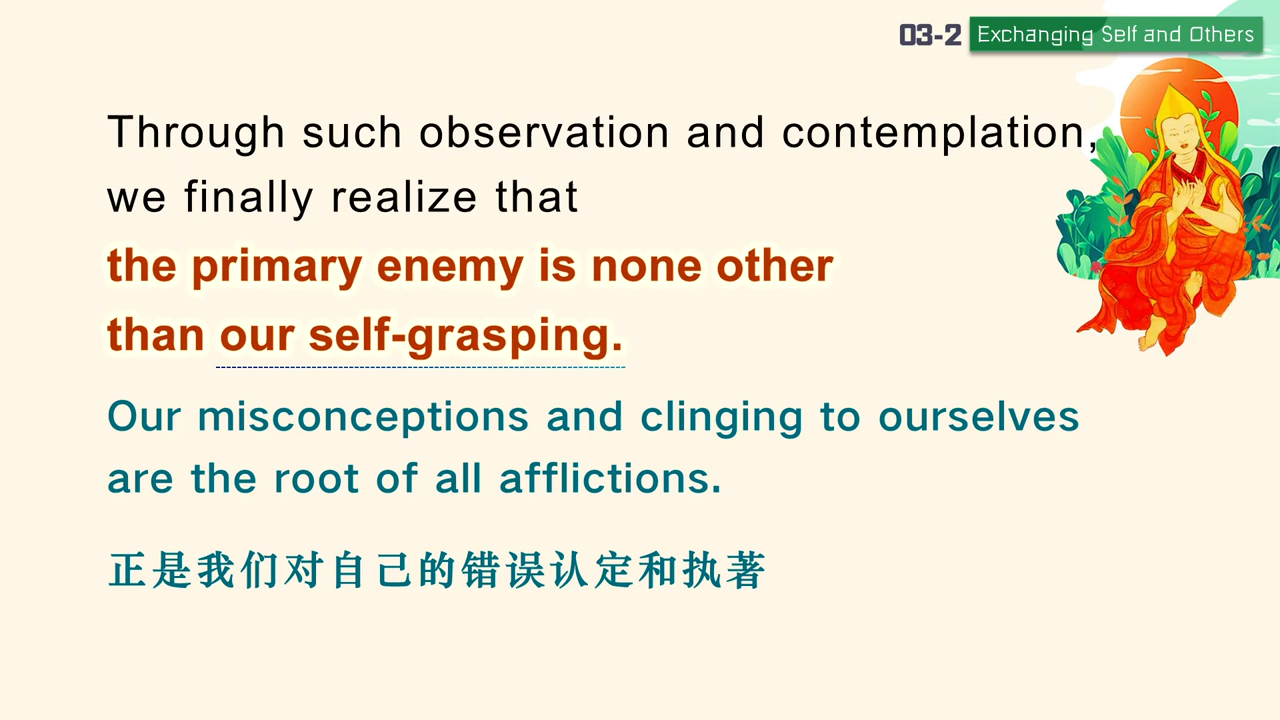 03-2 Exchanging Self and Others
Through such observation and contemplation,
we finally realize that
the primary enemy is none other
than our self-grasping.
Our misconceptions and clinging to ourselves
are the root of all afflictions.
正是我们对自己的错误认定和执著